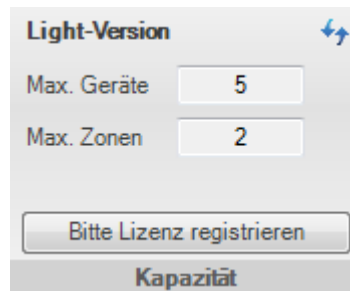 Light-Version
Max. Geräte 5
Max. Zonen 2
Bitte Lizenz registrieren
Kapazität